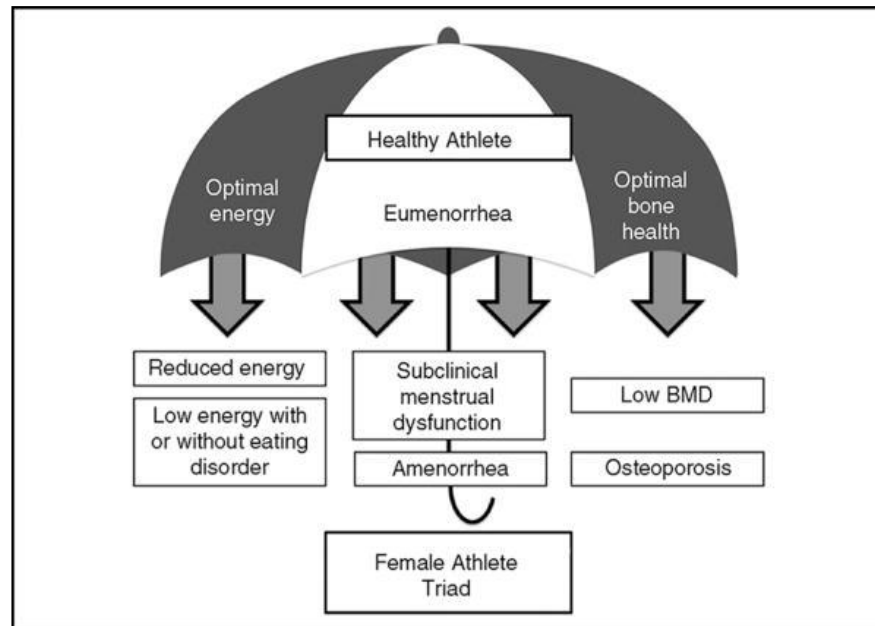 Healthy Athlete
Optimal
energy
Eumenorrhea
Optimal
bone
health
Reduced energy
Low energy with
or without eating
disorder
Subclinical
menstrual
dysfunction
Amenorrhea
Low BMD
Osteoporosis
Female Athlete
Triad